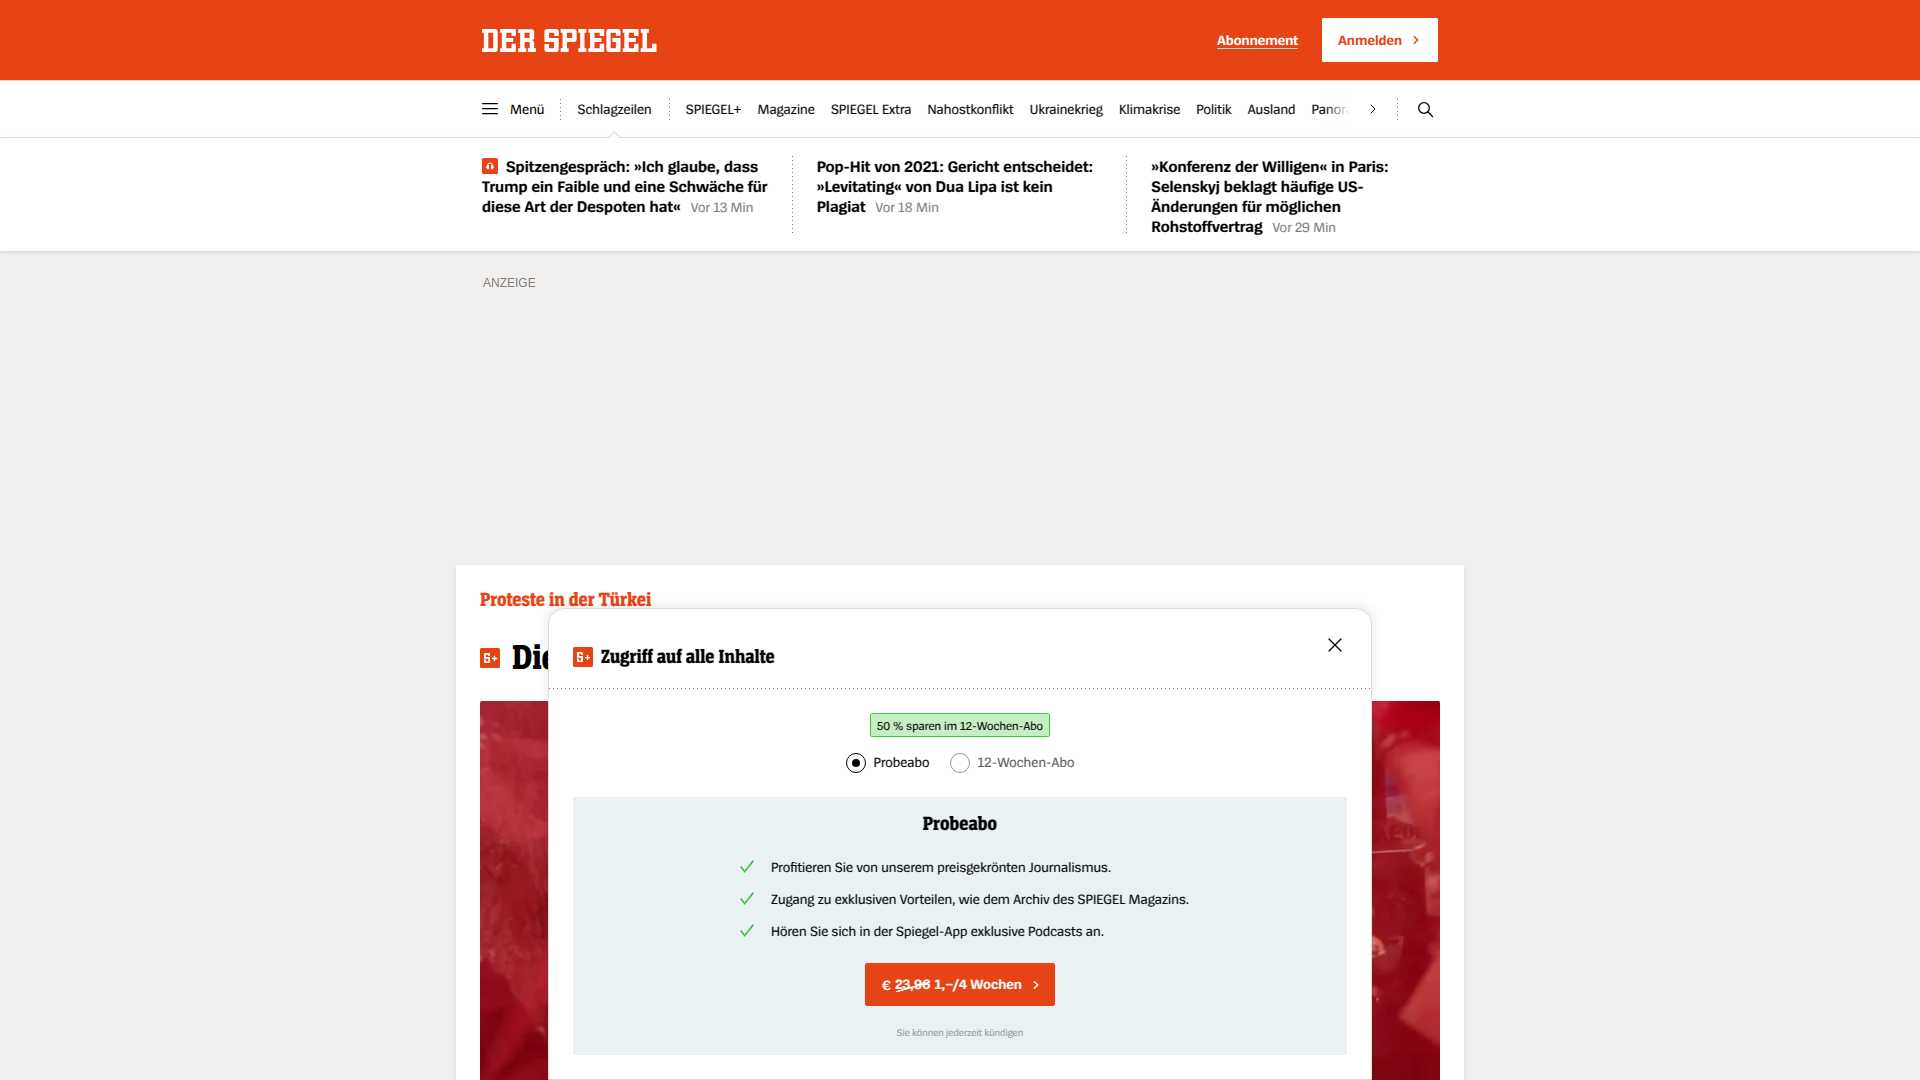 DER SPIEGEL
Abonnement
Anmelden
Menü
Schlagzeilen
SPIEGEL+
Magazine
SPIEGEL Extra
Nahostkonflikt
Ukrainekrieg
Klimakrise
Politik
Ausland
Spitzengespräch: »Ich glaube, dass
Trump ein Faible und eine Schwäche für
diese Art der Despoten hat« Vor 13 Min
Pop-Hit von 2021: Gericht entscheidet:
»Levitating« von Dua Lipa ist kein
Plagiat Vor 18 Min
»Konferenz der Willigen« in Paris:
Selenskyj beklagt häufige US-
Änderungen für möglichen
Rohstoffvertrag Vor 29 Min
ANZEIGE
Proteste in der Türkei
Die
Zugriff auf alle Inhalte
50 % sparen im 12-Wochen-Abo
Probeabo
12-Wochen-Abo
Probeabo
Profitieren Sie von unserem preisgekrönten Journalismus.
Zugang zu exklusiven Vorteilen, wie dem Archiv des SPIEGEL Magazins.
Hören Sie sich in der Spiegel-App exklusive Podcasts an.
€ 23,96 1,–/4 Wochen
Sie können jederzeit kündigen